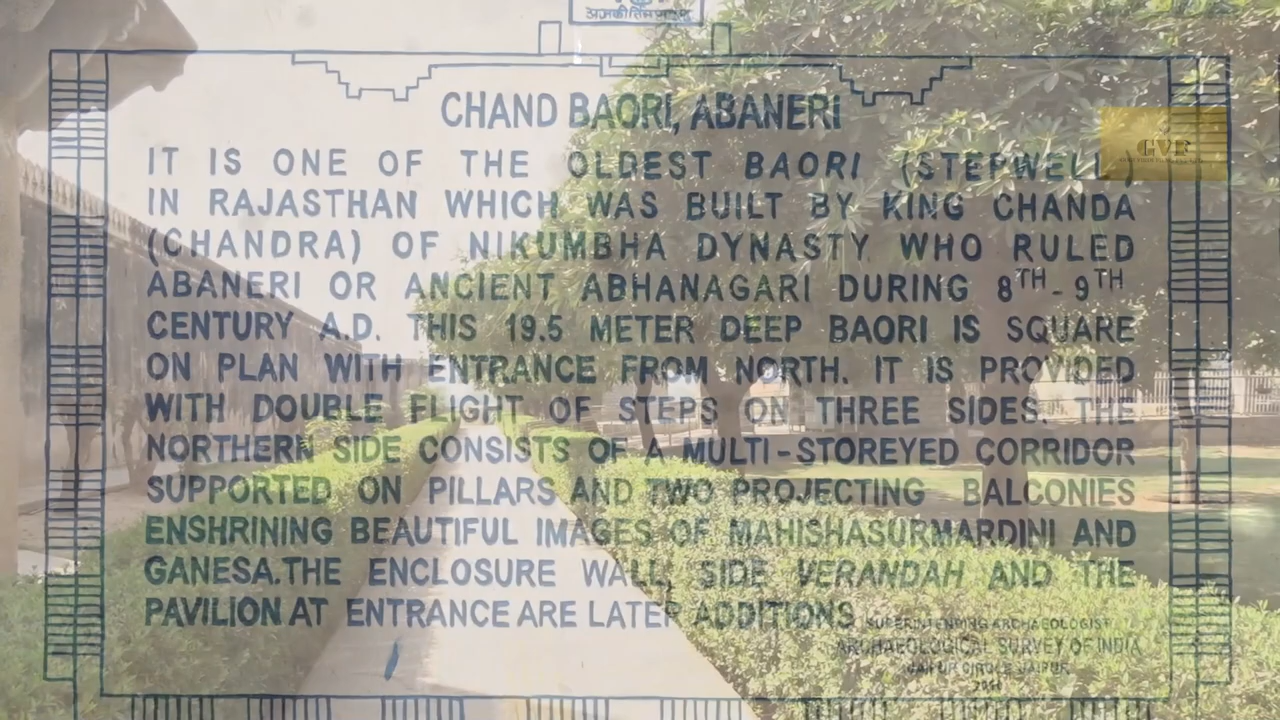 CHAND BAORI, ABANERI
IT IS ONE OF THE OLDEST BAORI (STEPWELL)
IN RAJASTHAN WHICH WAS BUILT BY KING CHANDA
(CHANDRA) OF NIKUMBHA DYNASTY WHO RULED
ABANERI OR ANCIENT ABHANAGARI DURING 8TH - 9TH
CENTURY A.D. THIS 19.5 METER DEEP BAORI IS SQUARE
ON PLAN WITH ENTRANCE FROM NORTH. IT IS PROVIDED
WITH DOUBLE FLIGHT OF STEPS ON THREE SIDES. THE
NORTHERN SIDE CONSISTS OF A MULTI-STOREYED CORRIDOR
SUPPORTED ON PILLARS AND TWO PROJECTING BALCONIES
ENSHRINING BEAUTIFUL IMAGES OF MAHISHASURMARDINI AND
GANESA.THE ENCLOSURE WALL, SIDE VERANDAH AND THE
PAVILION AT ENTRANCE ARE LATER ADDITIONS
SUPERINTENDING ARCHAEOLOGIST
ARCHAEOLOGICAL SURVEY OF INDIA
JAIPUR CIRCLE JAIPUR